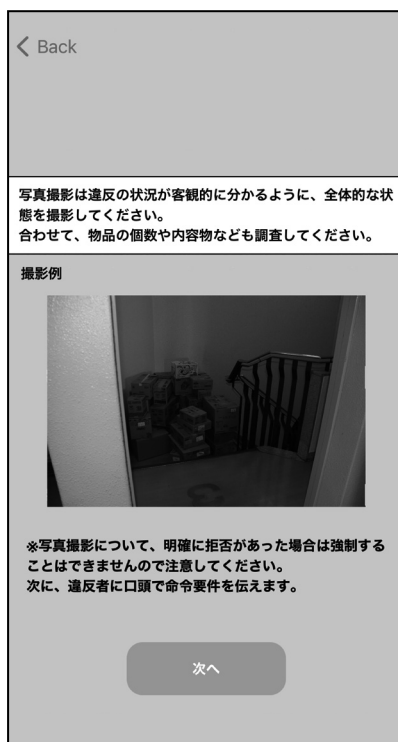 Back
写真撮影は違反の状況が客観的に分かるように、全体的な状
態を撮影してください。
合わせて、物品の個数や内容物なども調査してください。
撮影例
※写真撮影について、明確に拒否があった場合は強制する
ことはできませんので注意してください。
次に、違反者に口頭で命令要件を伝えます。
次へ